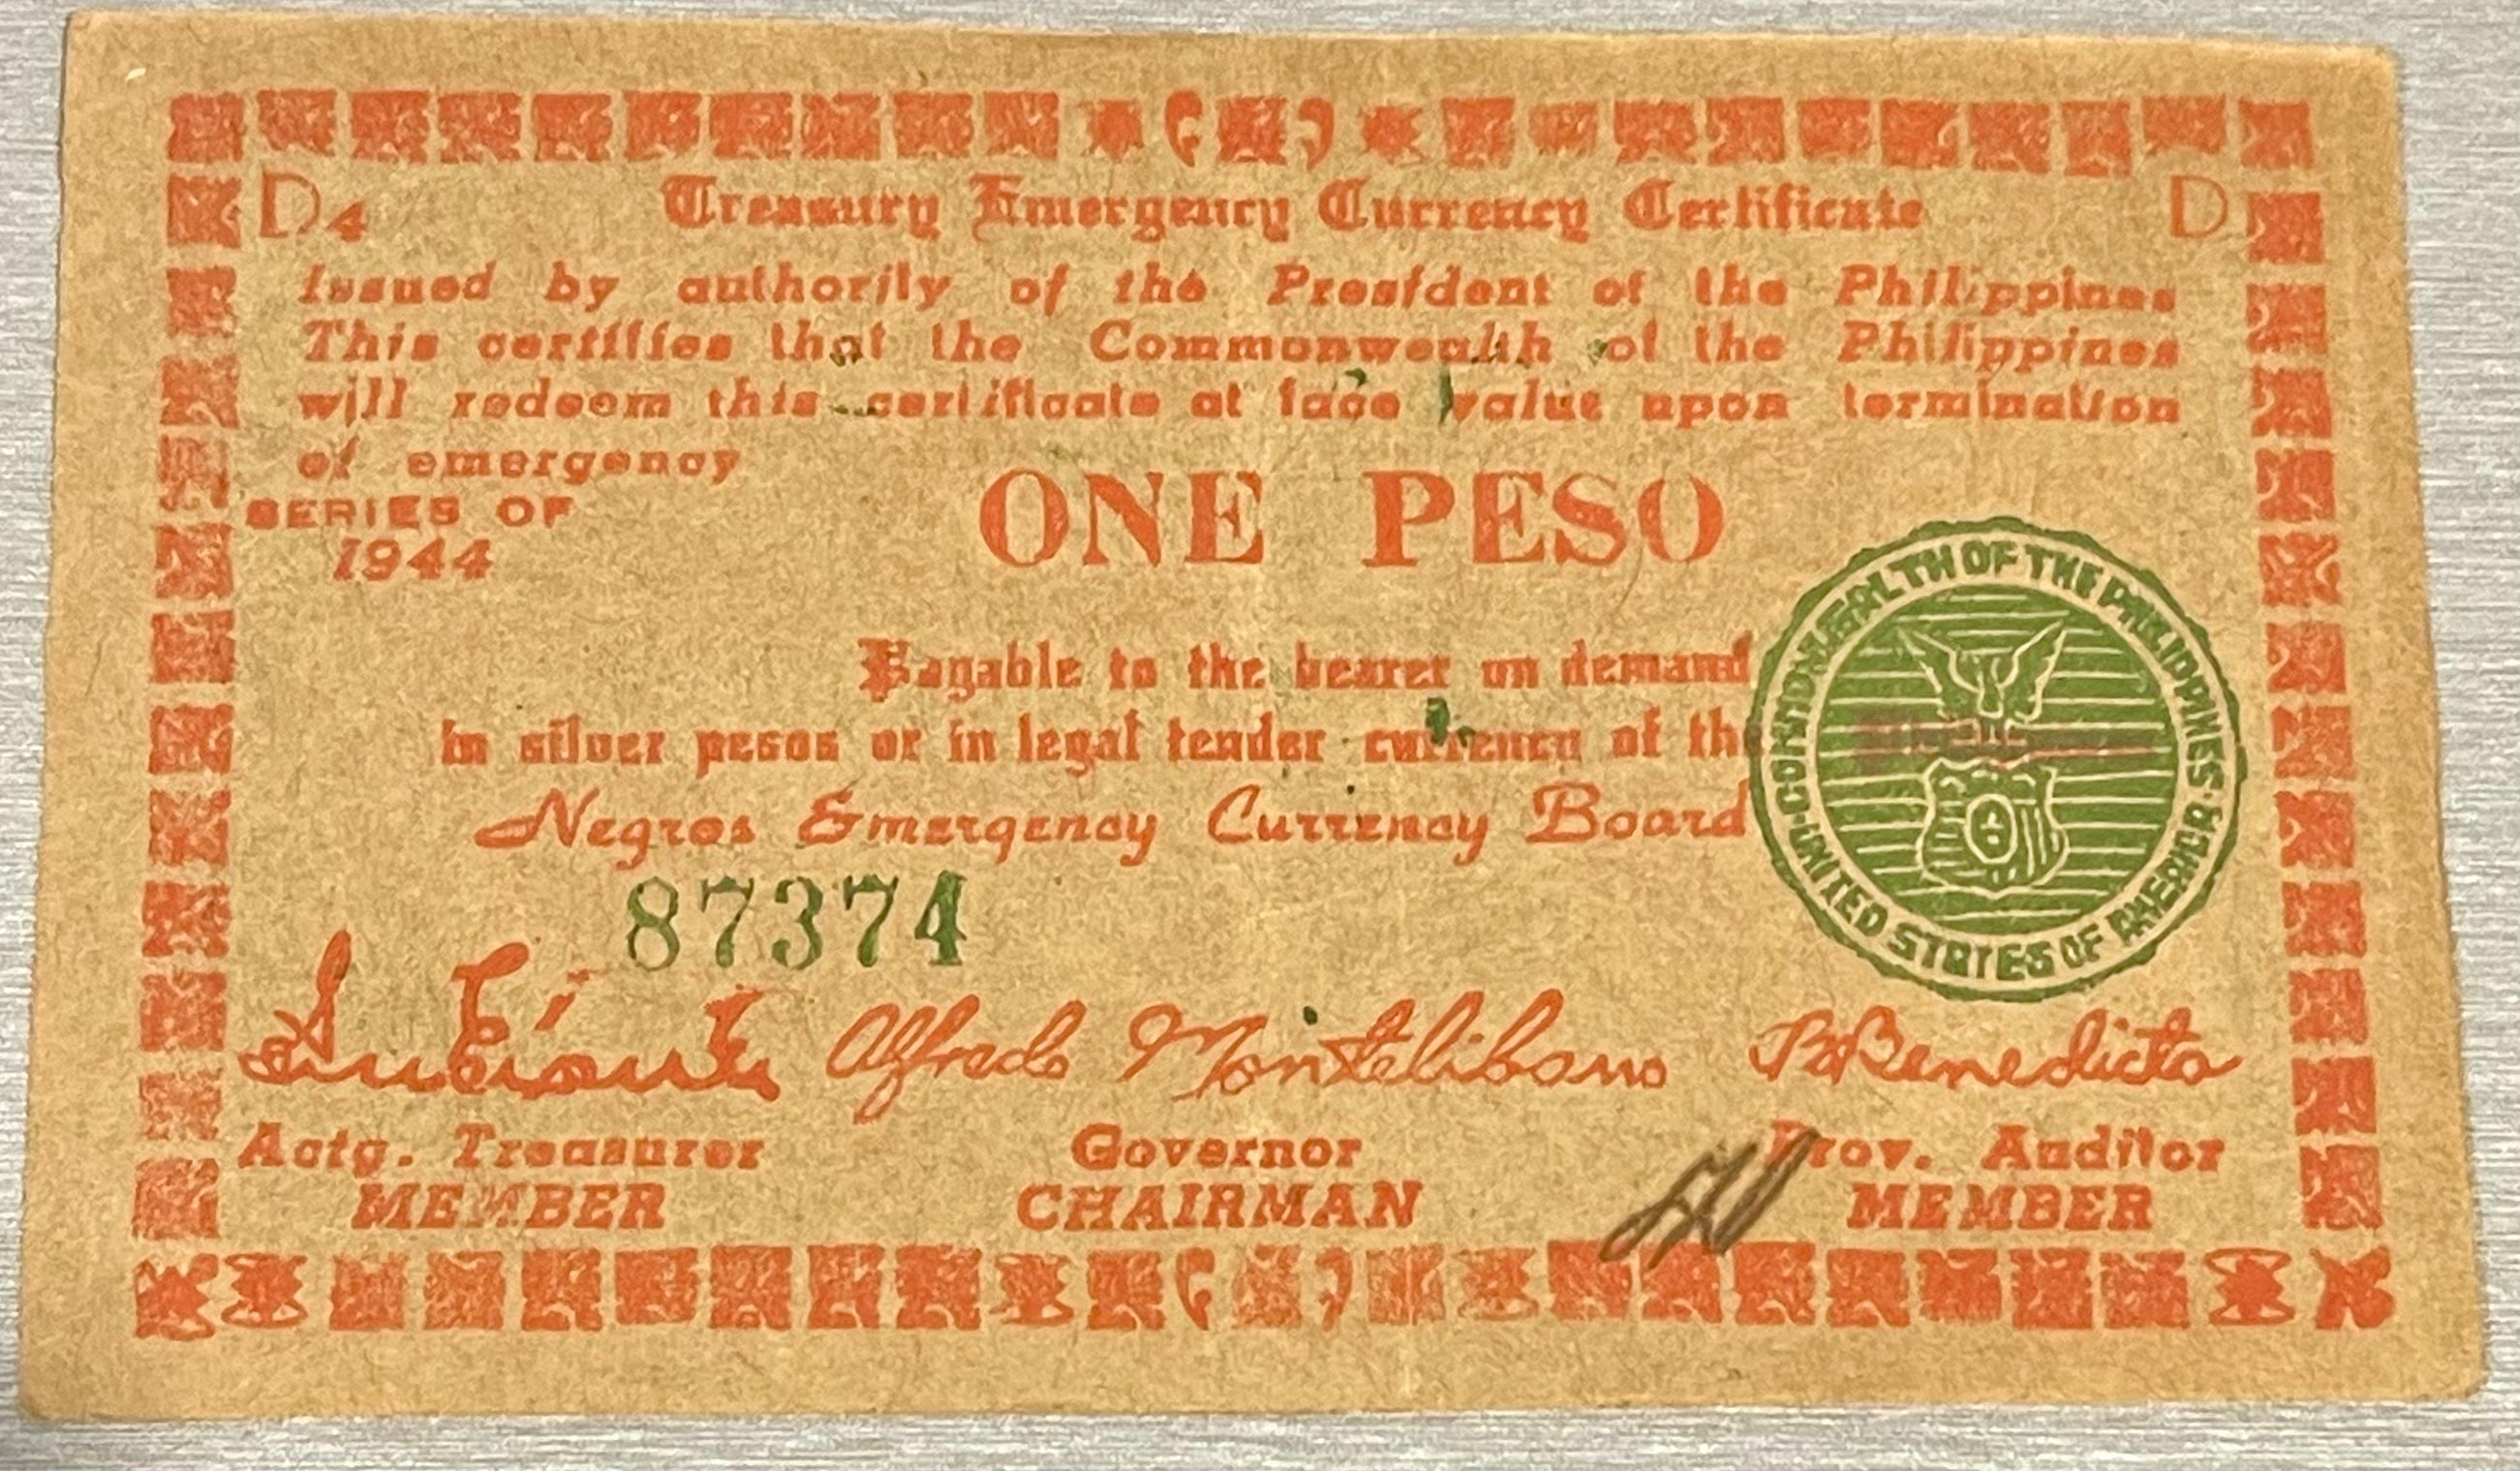 D4 Treasury Emergency Currency Certificate D
Issued by authority of the President of the Philippines
This certifies that the Commonwealth of the Philippines
will redeem this certificate at face value upon termination
of emergency
SERIES OF
1944
ONE PESO
COMMONWEALTH OF THE PHILIPPINES
UNITED STATES OF AMERICA
Payable to the bearer on demand
in silver pesos or in legal tender currency of the
Negros Emergency Currency Board
87374
Alfredo Montelibano
Benedicto
Actg. Treasurer Governor Prov. Auditor
MEMBER CHAIRMAN MEMBER